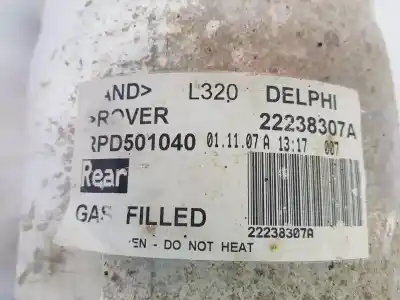 AND> L320 DELPHI
>ROVER 22238307A
RPD501040 01.11.07A 13:17 007
Rear
GAS FILLED
22238307A
EN - DO NOT HEAT